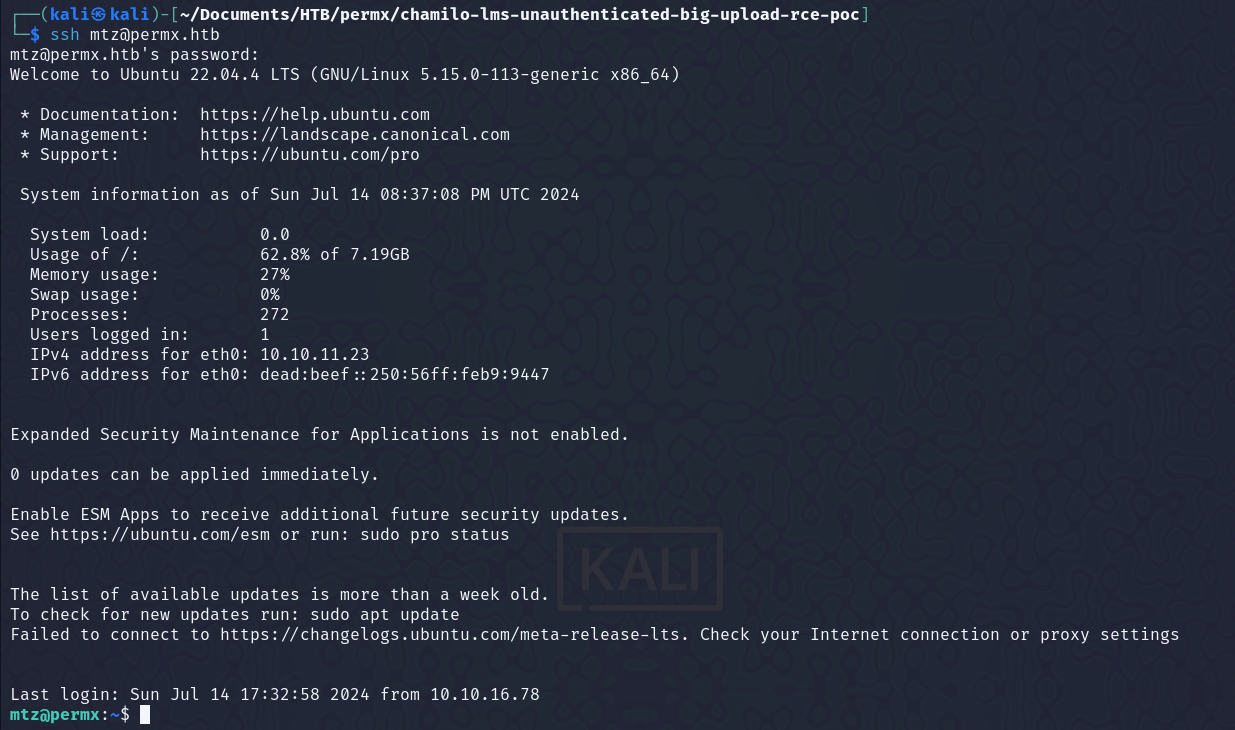 ┌──(kali㉿kali)-[~/Documents/HTB/permx/chamilo-lms-unauthenticated-big-upload-rce-poc]
└─$ ssh mtz@permx.htb
mtz@permx.htb's password:
Welcome to Ubuntu 22.04.4 LTS (GNU/Linux 5.15.0-113-generic x86_64)
* Documentation:  https://help.ubuntu.com
* Management:     https://landscape.canonical.com
* Support:        https://ubuntu.com/pro
System information as of Sun Jul 14 08:37:08 PM UTC 2024
System load:           0.0
Usage of /:            62.8% of 7.19GB
Memory usage:          27%
Swap usage:            0%
Processes:             272
Users logged in:       1
IPv4 address for eth0: 10.10.11.23
IPv6 address for eth0: dead:beef::250:56ff:feb9:9447
Expanded Security Maintenance for Applications is not enabled.
0 updates can be applied immediately.
Enable ESM Apps to receive additional future security updates.
See https://ubuntu.com/esm or run: sudo pro status
KALI
The list of available updates is more than a week old.
To check for new updates run: sudo apt update
Failed to connect to https://changelogs.ubuntu.com/meta-release-lts. Check your Internet connection or proxy settings
Last login: Sun Jul 14 17:32:58 2024 from 10.10.16.78
mtz@permx:~$